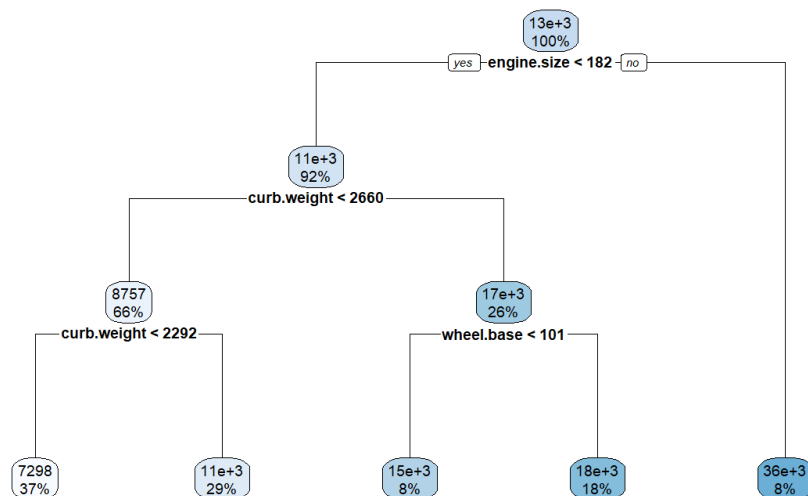 13e+3
100%
yes engine.size < 182 no
11e+3
92%
curb.weight < 2660
8757
66%
17e+3
26%
curb.weight < 2292
wheel.base < 101
7298
37%
11e+3
29%
15e+3
8%
18e+3
18%
36e+3
8%